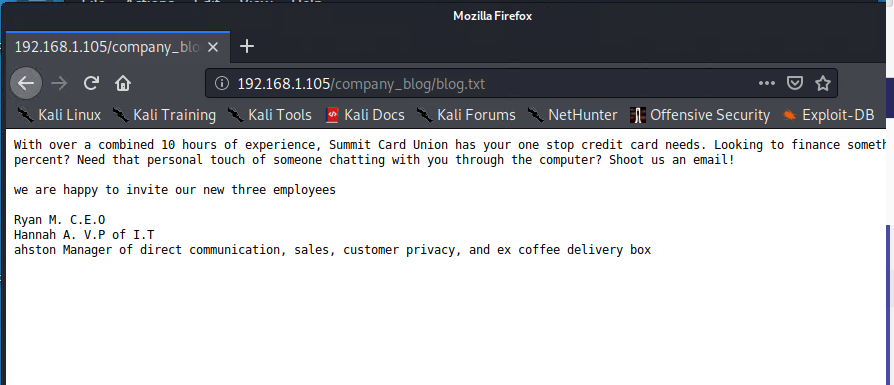 Mozilla Firefox
192.168.1.105/company_blo
192.168.1.105/company_blog/blog.txt
Kali Linux Kali Training Kali Tools Kali Docs Kali Forums NetHunter Offensive Security Exploit-DB
With over a combined 10 hours of experience, Summit Card Union has your one stop credit card needs. Looking to finance someth
percent? Need that personal touch of someone chatting with you through the computer? Shoot us an email!
we are happy to invite our new three employees
Ryan M. C.E.O
Hannah A. V.P of I.T
ahston Manager of direct communication, sales, customer privacy, and ex coffee delivery box